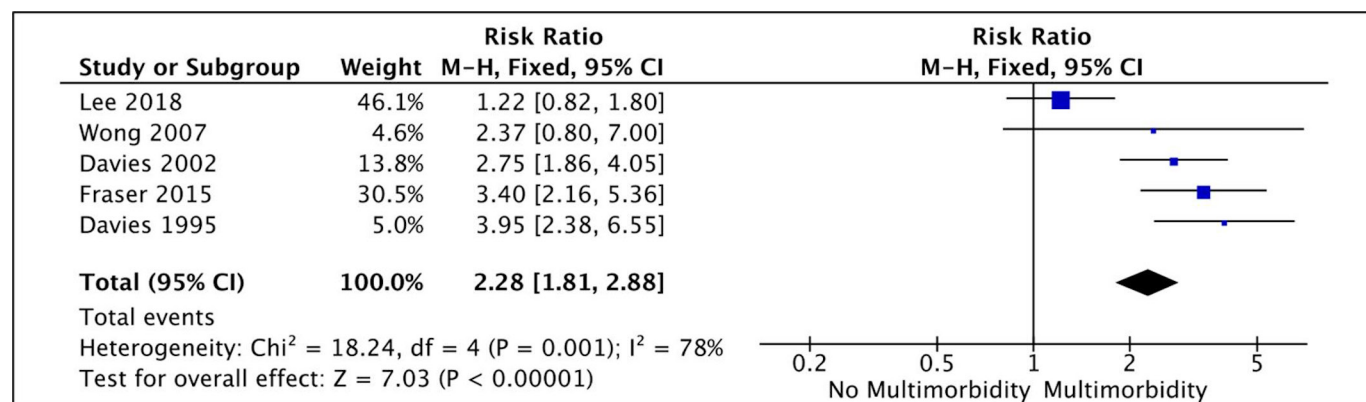 Risk Ratio Risk Ratio
Study or Subgroup Weight M-H, Fixed, 95% CI M-H, Fixed, 95% CI
Lee 2018 46.1% 1.22 [0.82, 1.80]
Wong 2007 4.6% 2.37 [0.80, 7.00]
Davies 2002 13.8% 2.75 [1.86, 4.05]
Fraser 2015 30.5% 3.40 [2.16, 5.36]
Davies 1995 5.0% 3.95 [2.38, 6.55]
Total (95% CI) 100.0% 2.28 [1.81, 2.88]
Total events
Heterogeneity: Chi² = 18.24, df = 4 (P = 0.001); I² = 78%
Test for overall effect: Z = 7.03 (P < 0.00001)
0.2 0.5 1 2 5
No Multimorbidity Multimorbidity